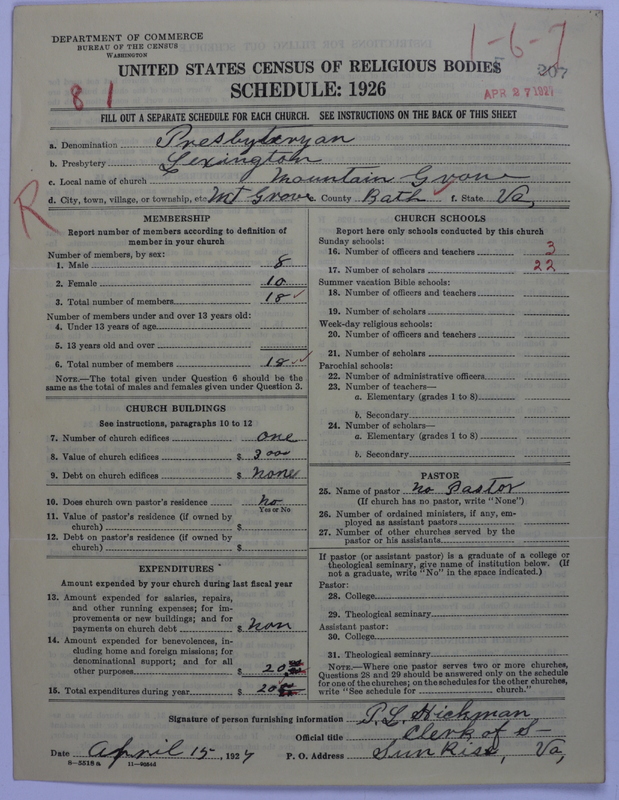 DEPARTMENT OF COMMERCE
BUREAU OF THE CENSUS
WASHINGTON
1-6-7
UNITED STATES CENSUS OF RELIGIOUS BODIES
207
8 1
SCHEDULE: 1926
APR 27 1927
FILL OUT A SEPARATE SCHEDULE FOR EACH CHURCH. SEE INSTRUCTIONS ON THE BACK OF THIS SHEET
a. Denomination Presbyteryan
b. Presbytery Lexington
c. Local name of church Mountain Grove
R
d. City, town, village, or township, etc. Mt Grove e. County Bath f. State Va,
MEMBERSHIP
Report number of members according to definition of
member in your church
Number of members, by sex:
1. Male 8
2. Female 10
3. Total number of members 18
Number of members under and over 13 years old:
4. Under 13 years of age
5. 13 years old and over
6. Total number of members 18
NOTE.—The total given under Question 6 should be the
same as the total of males and females given under Question 3.
CHURCH BUILDINGS
See instructions, paragraphs 10 to 12
7. Number of church edifices one
8. Value of church edifices $ 300
9. Debt on church edifices $ none
10. Does church own pastor's residence no
Yes or No
11. Value of pastor's residence (if owned by
church) $
12. Debt on pastor's residence (if owned by
church) $
EXPENDITURES
Amount expended by your church during last fiscal year
13. Amount expended for salaries, repairs,
and other running expenses; for im-
provements or new buildings; and for
payments on church debt $ non
14. Amount expended for benevolences, in-
cluding home and foreign missions; for
denominational support; and for all
other purposes $ 20
15. Total expenditures during year $ 20
CHURCH SCHOOLS
Report here only schools conducted by this church
Sunday schools:
16. Number of officers and teachers 3
17. Number of scholars 22
Summer vacation Bible schools:
18. Number of officers and teachers
19. Number of scholars
Week-day religious schools:
20. Number of officers and teachers
21. Number of scholars
Parochial schools:
22. Number of administrative officers
23. Number of teachers—
a. Elementary (grades 1 to 8)
b. Secondary
24. Number of scholars—
a. Elementary (grades 1 to 8)
b. Secondary
PASTOR
25. Name of pastor no Pastor
(If church has no pastor, write "None")
26. Number of ordained ministers, if any, em-
ployed as assistant pastors
27. Number of other churches served by the
pastor or his assistants
If pastor (or assistant pastor) is a graduate of a college or
theological seminary, give name of institution below. (If
not a graduate, write "No" in the space indicated.)
Pastor:
28. College
29. Theological seminary
Assistant pastor:
30. College
31. Theological seminary
NOTE.—Where one pastor serves two or more churches,
Questions 28 and 29 should be answered only on the schedule
for one of the churches; on the schedules for the other churches,
write "See schedule for church."
Signature of person furnishing information P. L. Hickman
Official title Clerk of S—
Date April 15, 1927 P. O. Address Sun Rise, Va,
8—5518 a